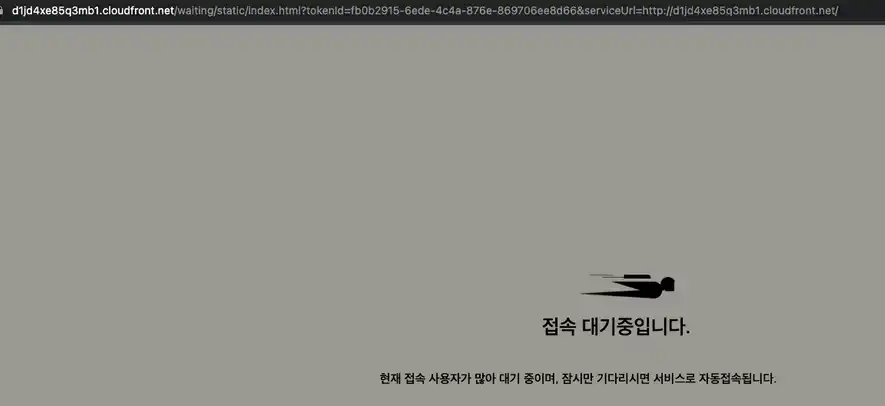 d1jd4xe85q3mb1.cloudfront.net/waiting/static/index.html?tokenId=fb0b2915-6ede-4c4a-876e-869706ee8d66&serviceUrl=http://d1jd4xe85q3mb1.cloudfront.net/
접속 대기중입니다.
현재 접속 사용자가 많아 대기 중이며, 잠시만 기다리시면 서비스로 자동접속됩니다.